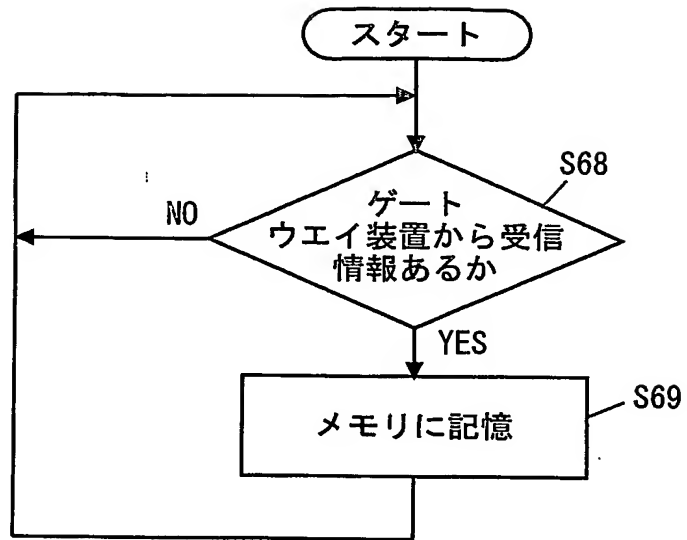 スタート
S68
ゲート
ウエイ装置から受信
情報あるか
NO
YES
メモリに記憶
S69